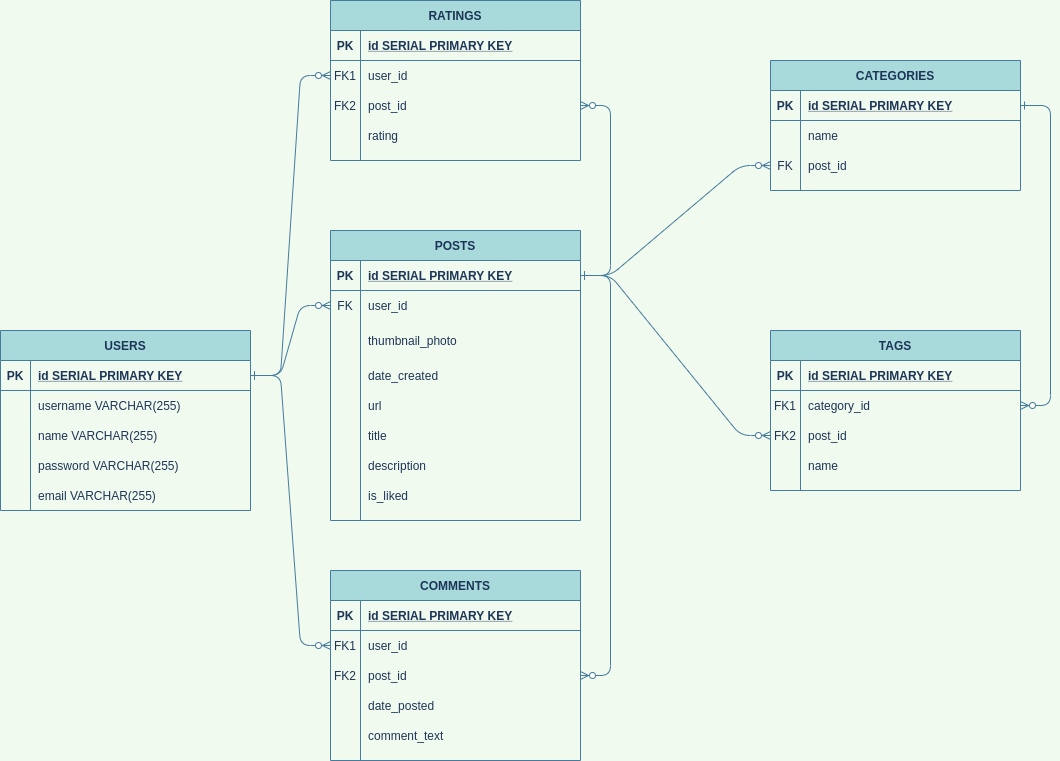 RATINGS
PK id SERIAL PRIMARY KEY
FK1 user_id
FK2 post_id
rating
CATEGORIES
PK id SERIAL PRIMARY KEY
name
FK post_id
POSTS
PK id SERIAL PRIMARY KEY
FK user_id
thumbnail_photo
date_created
url
title
description
is_liked
USERS
PK id SERIAL PRIMARY KEY
username VARCHAR(255)
name VARCHAR(255)
password VARCHAR(255)
email VARCHAR(255)
TAGS
PK id SERIAL PRIMARY KEY
FK1 category_id
FK2 post_id
name
COMMENTS
PK id SERIAL PRIMARY KEY
FK1 user_id
FK2 post_id
date_posted
comment_text